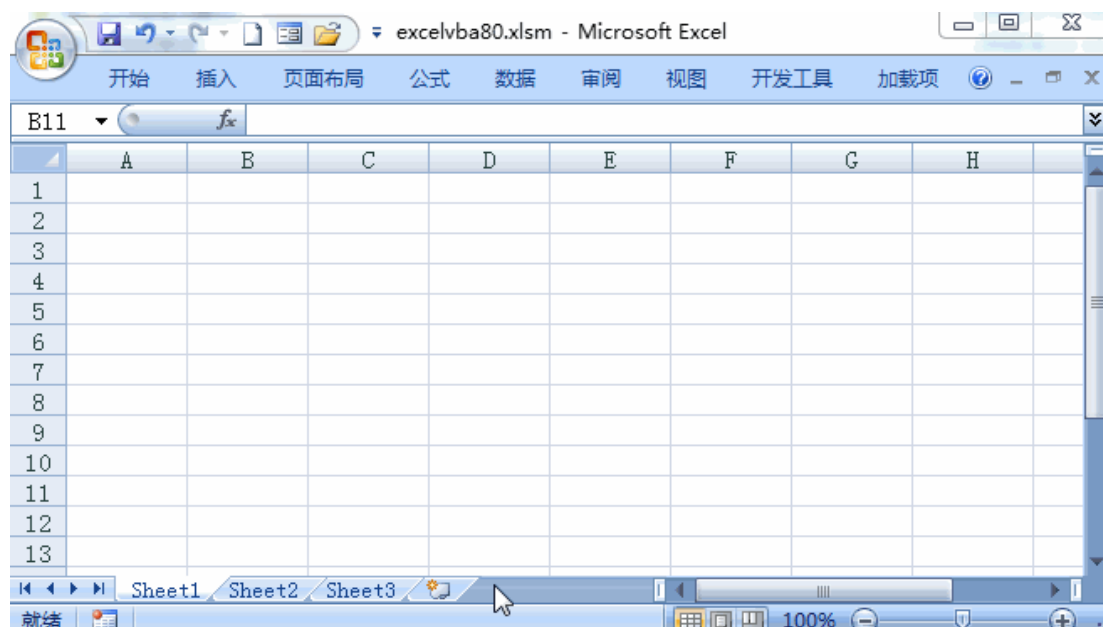 excelvba80.xlsm - Microsoft Excel
开始 插入 页面布局 公式 数据 审阅 视图 开发工具 加载项
B11 fx
A B C D E F G H
1
2
3
4
5
6
7
8
9
10
11
12
13
Sheet1 Sheet2 Sheet3
就绪 100%